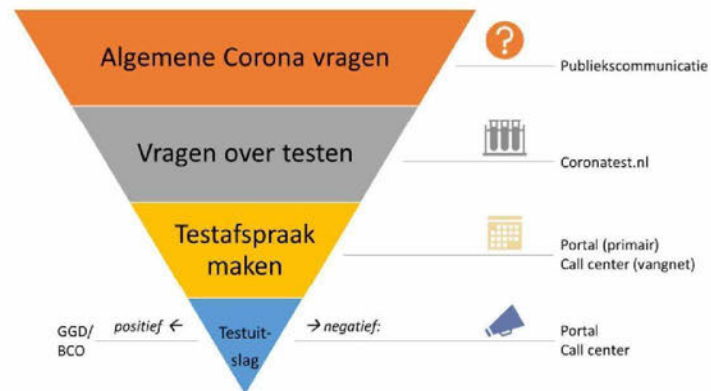 Algemene Corona vragen
?
Publiekscommunicatie
Vragen over testen
Coronatest.nl
Testafspraak
maken
Portal (primair)
Call center (vangnet)
GGD/
BCO
positief ←
Testuit-
slag
→ negatief:
Portal
Call center